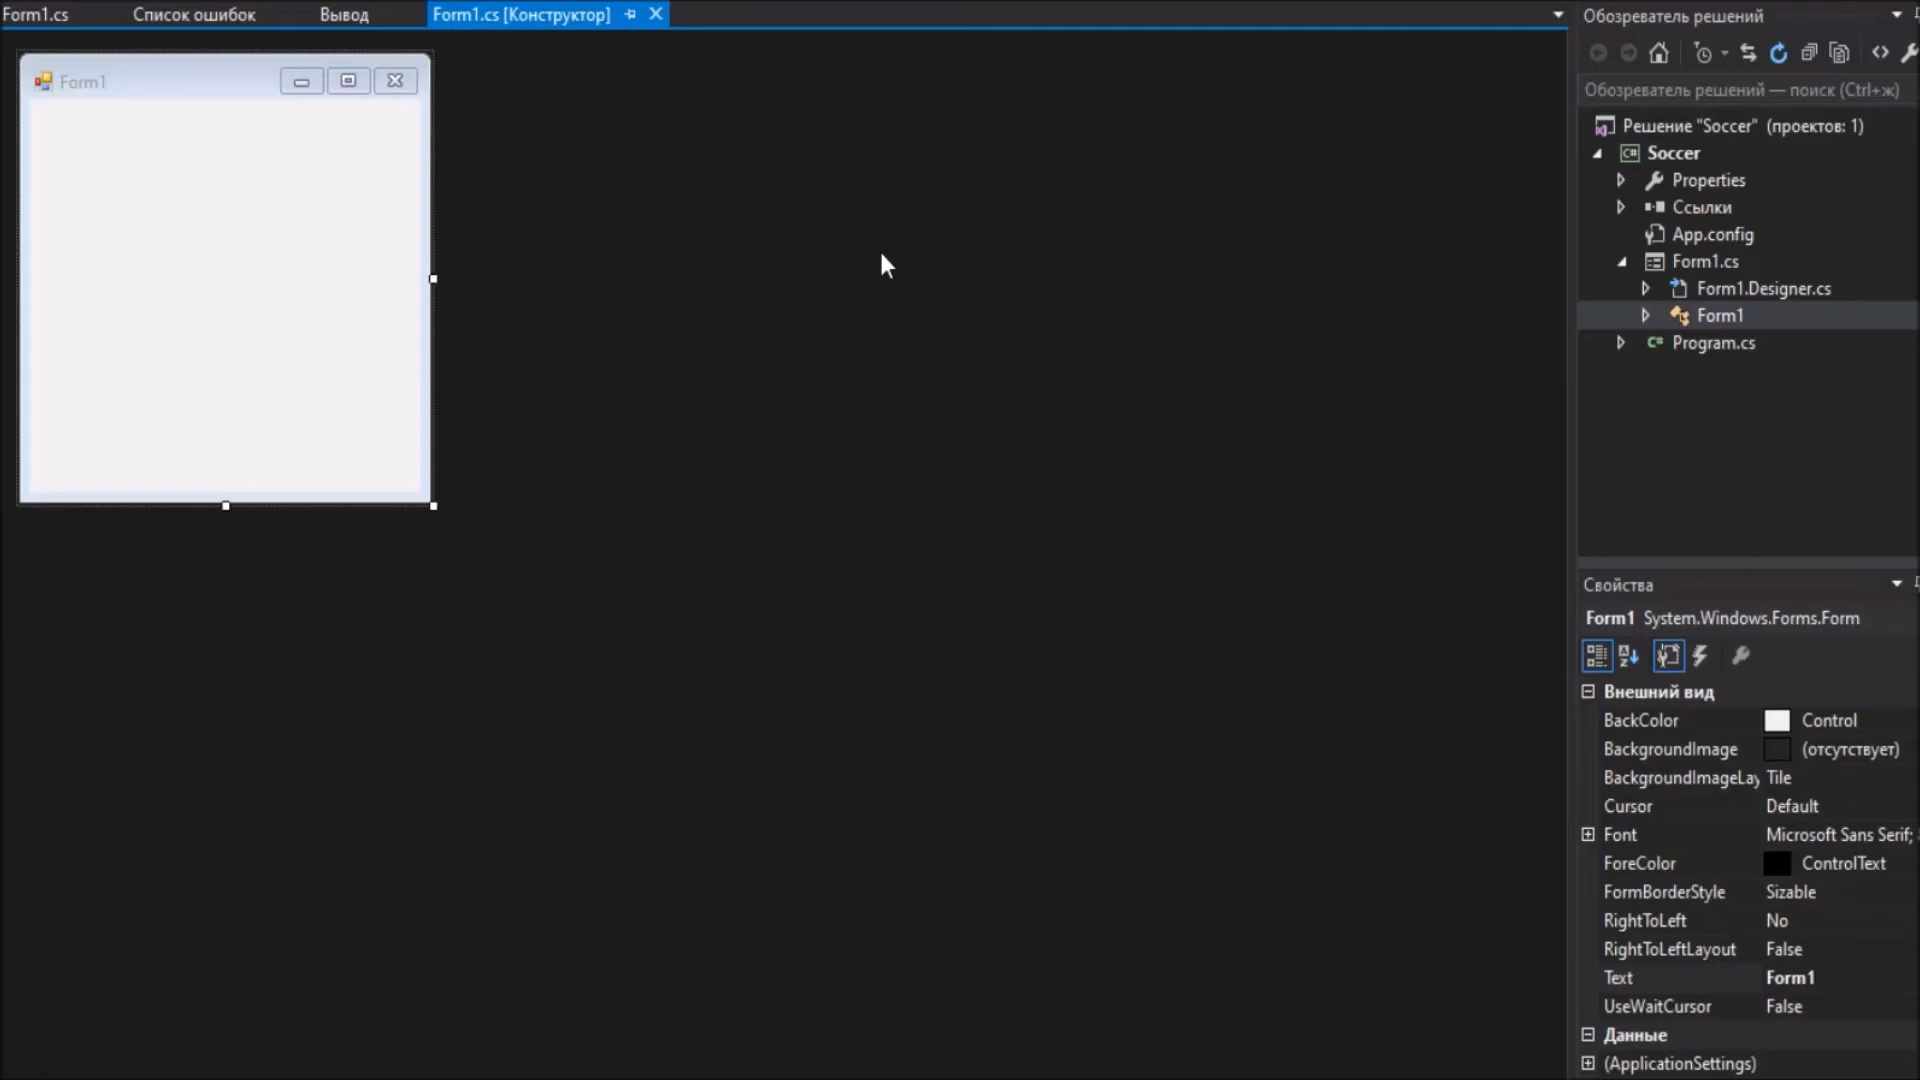 Form1.cs
Список ошибок
Вывод
Form1.cs [Конструктор]
Form1
Обозреватель решений
Обозреватель решений — поиск (Ctrl+ж)
Решение "Soccer" (проектов: 1)
C# Soccer
Properties
Ссылки
App.config
Form1.cs
Form1.Designer.cs
Form1
C# Program.cs
Свойства
Form1 System.Windows.Forms.Form
Внешний вид
BackColor Control
BackgroundImage (отсутствует)
BackgroundImageLay Tile
Cursor Default
Font Microsoft Sans Serif;
ForeColor ControlText
FormBorderStyle Sizable
RightToLeft No
RightToLeftLayout False
Text Form1
UseWaitCursor False
Данные
(ApplicationSettings)